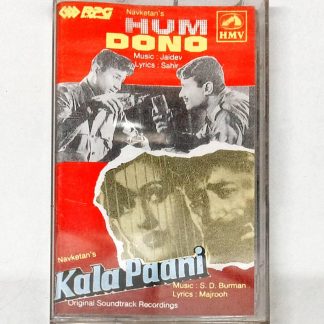 RPG
Navketan's
HUM
DONO
Music : Jaidev
Lyrics : Sahir
HMV
Navketan's
Kala Paani
Music : S. D. Burman
Lyrics : Majrooh
Original Soundtrack Recordings